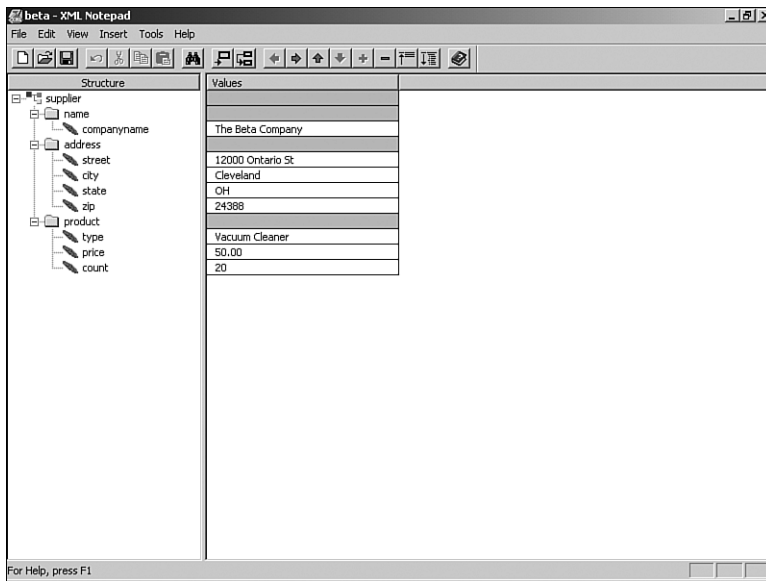 beta - XML Notepad
File Edit View Insert Tools Help
Structure Values
supplier
name
companyname The Beta Company
address
street 12000 Ontario St
city Cleveland
state OH
zip 24388
product
type Vacuum Cleaner
price 50.00
count 20
For Help, press F1